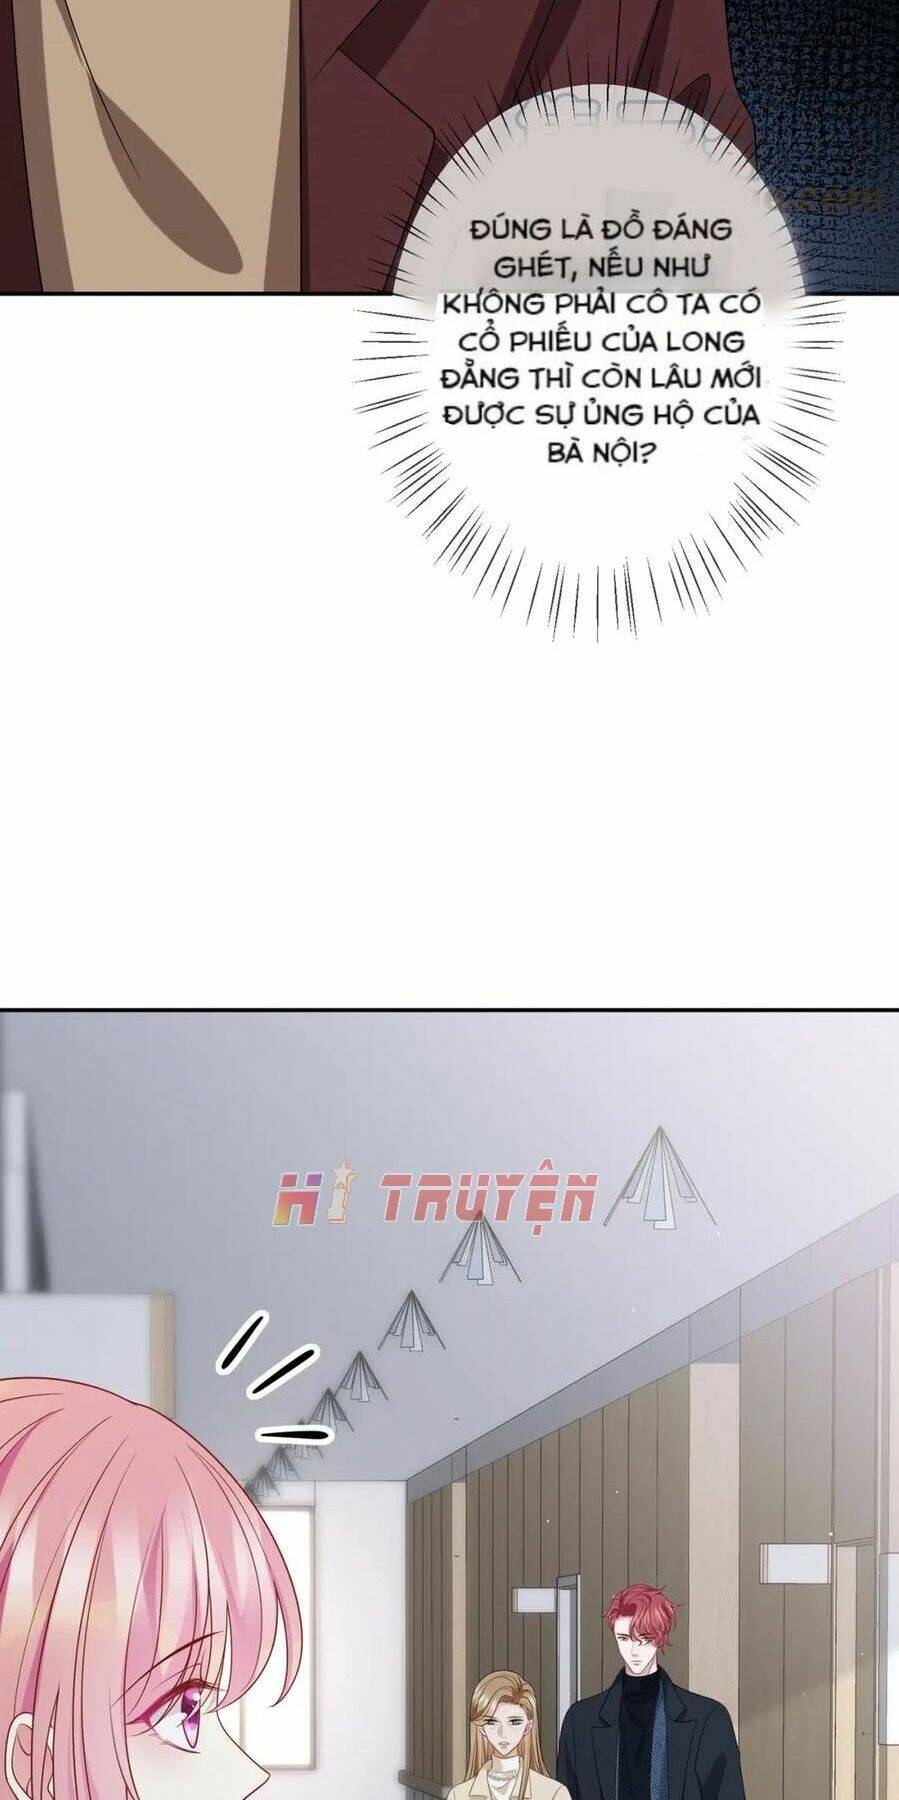 ĐÚNG LÀ ĐỒ ĐÁNG
GHÉT, NẾU NHƯ
KHÔNG PHẢI CÔ TA CÓ
CỔ PHIẾU CỦA LONG
ĐẰNG THÌ CÒN LÂU MỚI
ĐƯỢC SỰ ỦNG HỘ CỦA
BÀ NỘI?
HI TRUYỆN